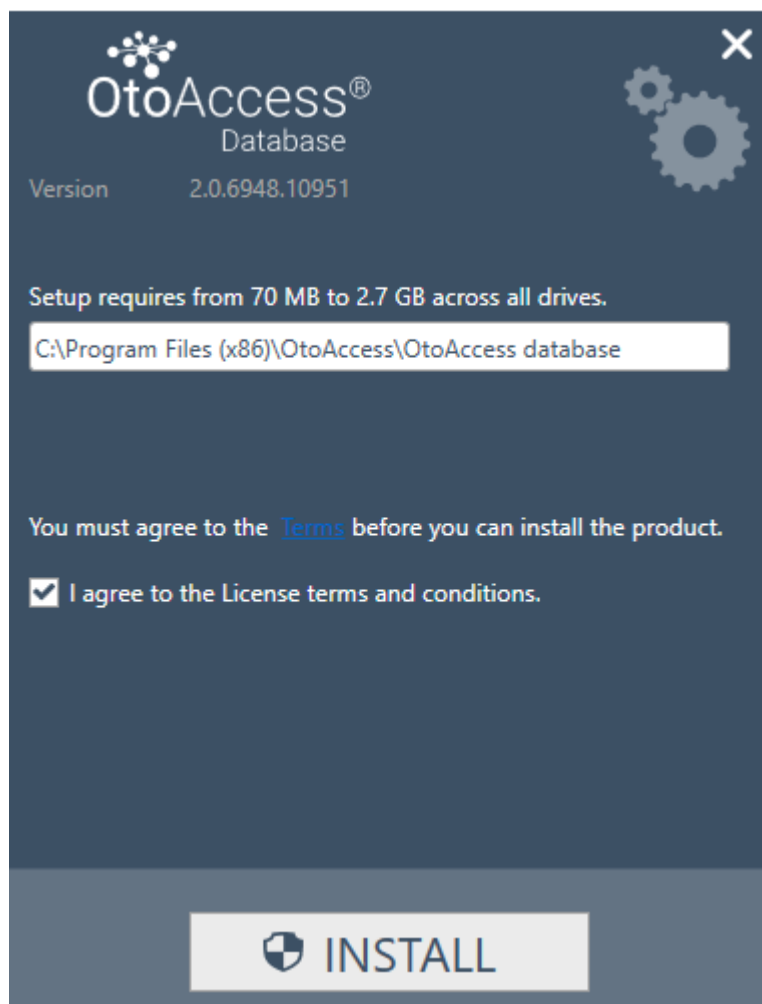 OtoAccess®
Database
Version 2.0.6948.10951
Setup requires from 70 MB to 2.7 GB across all drives.
C:\Program Files (x86)\OtoAccess\OtoAccess database
You must agree to the Terms before you can install the product.
I agree to the License terms and conditions.
INSTALL